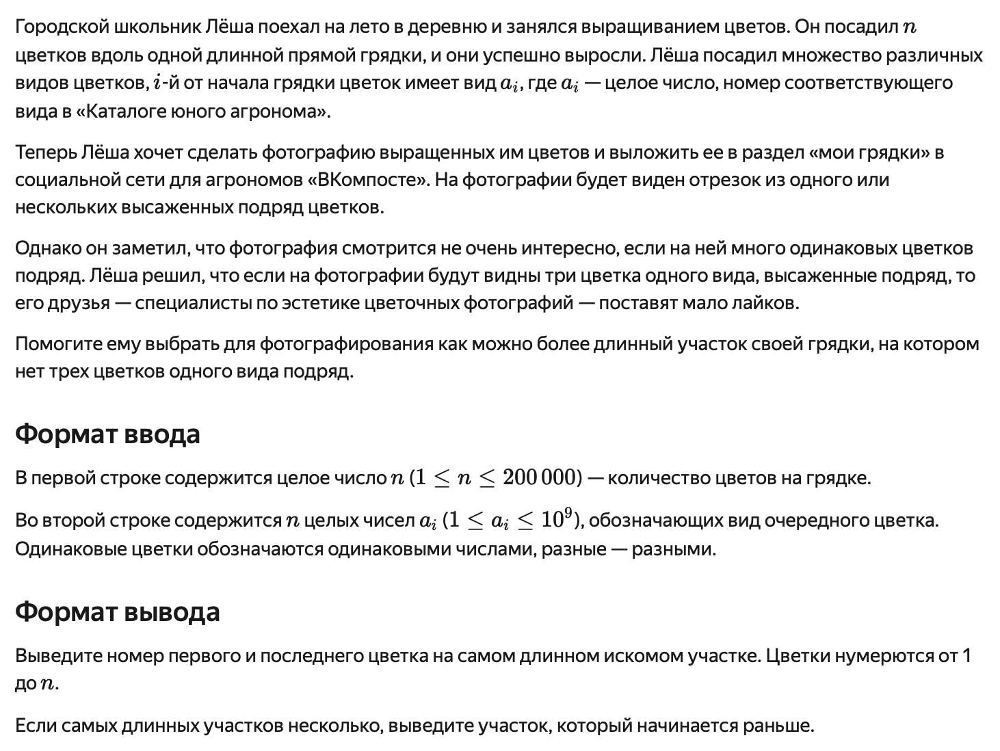 Городской школьник Лёша поехал на лето в деревню и занялся выращиванием цветов. Он посадил n
цветков вдоль одной длинной прямой грядки, и они успешно выросли. Лёша посадил множество различных
видов цветков, i-й от начала грядки цветок имеет вид aᵢ, где aᵢ — целое число, номер соответствующего
вида в «Каталоге юного агронома».
Теперь Лёша хочет сделать фотографию выращенных им цветов и выложить ее в раздел «мои грядки» в
социальной сети для агрономов «ВКомпосте». На фотографии будет виден отрезок из одного или
нескольких высаженных подряд цветков.
Однако он заметил, что фотография смотрится не очень интересно, если на ней много одинаковых цветков
подряд. Лёша решил, что если на фотографии будут видны три цветка одного вида, высаженные подряд, то
его друзья — специалисты по эстетике цветочных фотографий — поставят мало лайков.
Помогите ему выбрать для фотографирования как можно более длинный участок своей грядки, на котором
нет трех цветков одного вида подряд.
Формат ввода
В первой строке содержится целое число n (1 ≤ n ≤ 200 000) — количество цветов на грядке.
Во второй строке содержится n целых чисел aᵢ (1 ≤ aᵢ ≤ 10⁹), обозначающих вид очередного цветка.
Одинаковые цветки обозначаются одинаковыми числами, разные — разными.
Формат вывода
Выведите номер первого и последнего цветка на самом длинном искомом участке. Цветки нумерются от 1
до n.
Если самых длинных участков несколько, выведите участок, который начинается раньше.